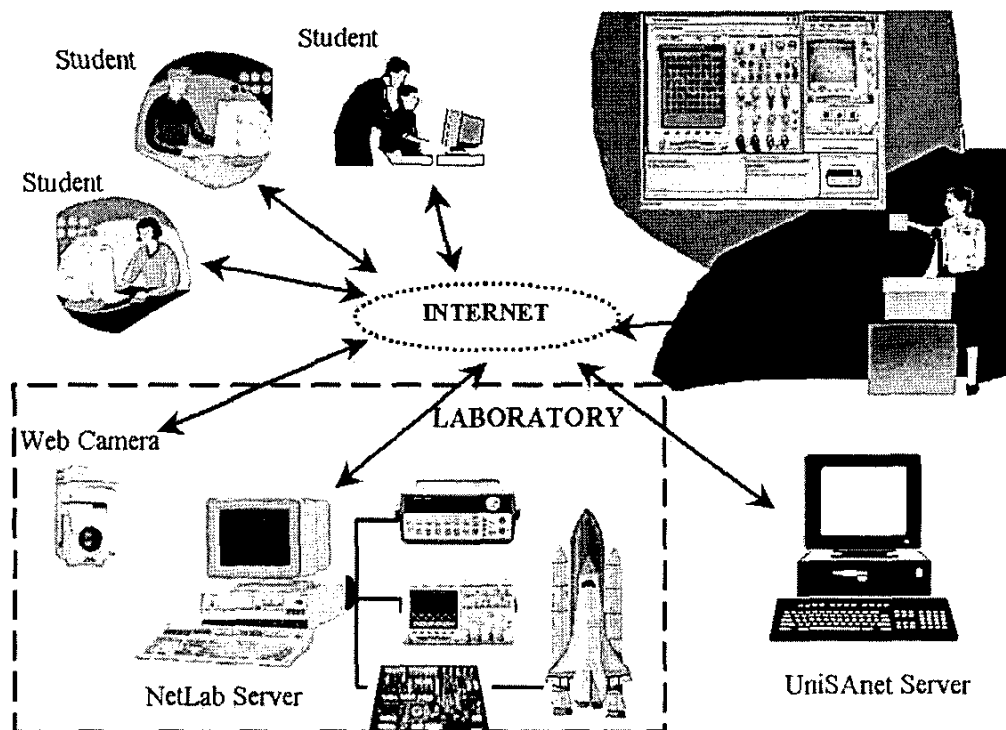 Student
Student
Student
INTERNET
LABORATORY
Web Camera
NetLab Server
UniSAnet Server